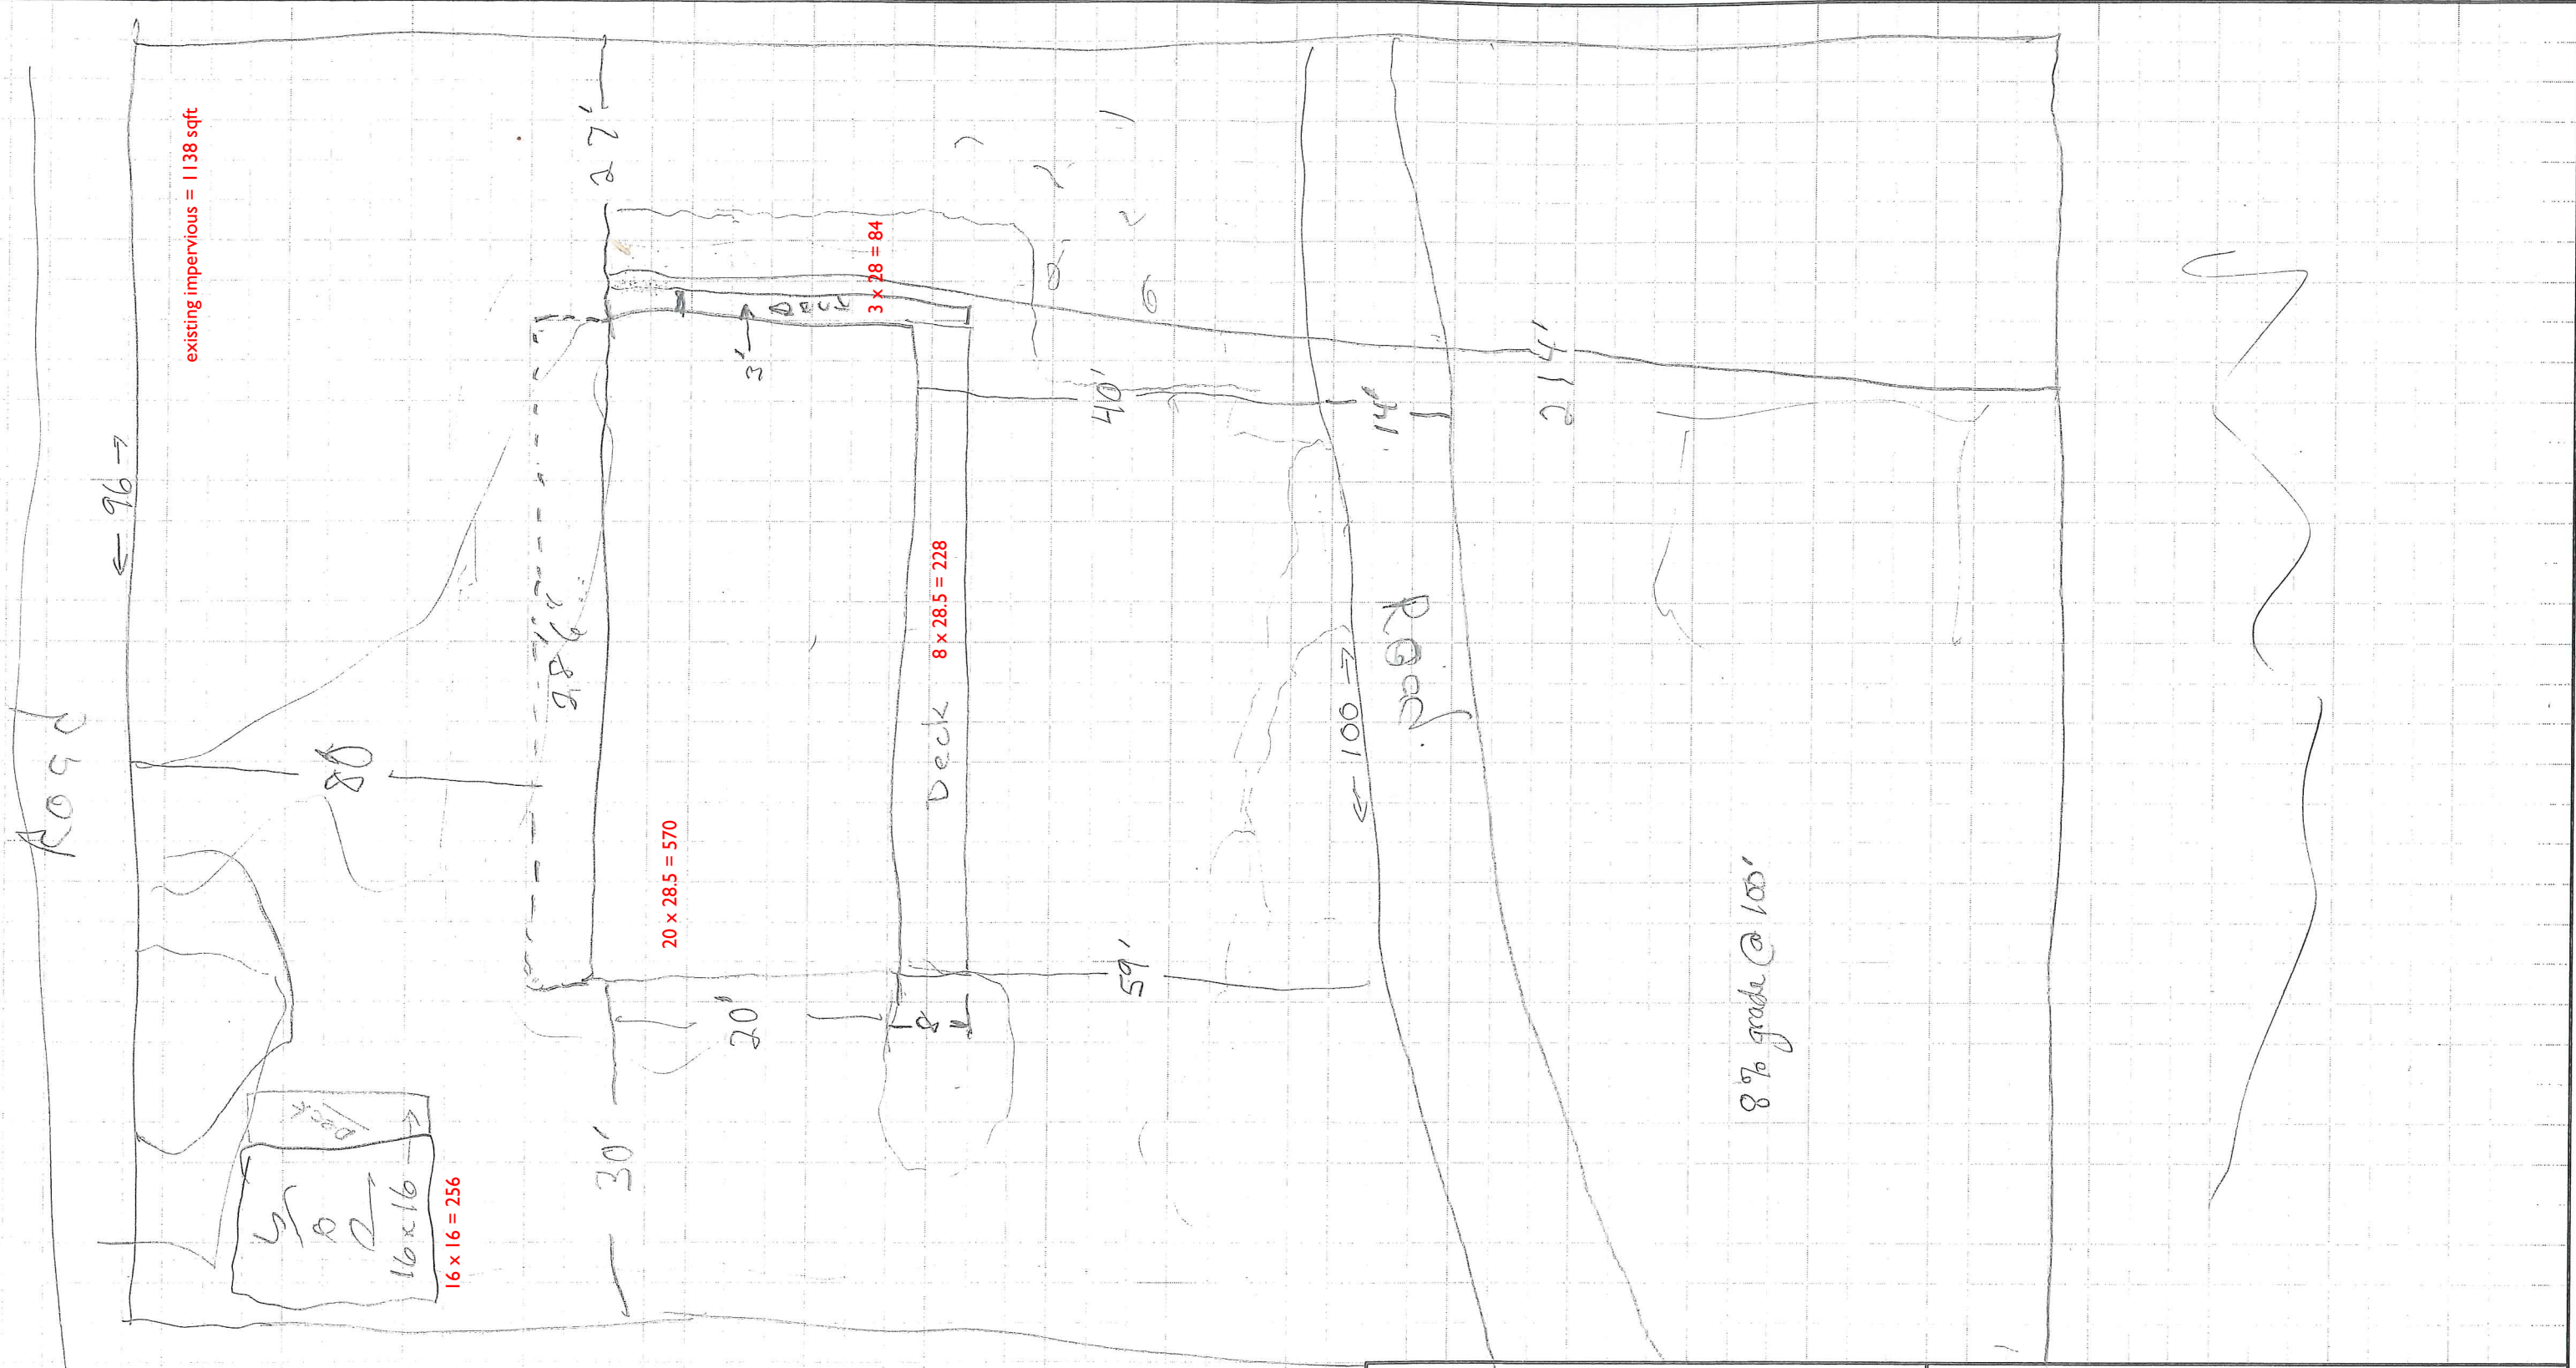 Road
← 96 →
existing impervious = 1138 sqft
80
Deck
16x16
16 x 16 = 256
27'
28'6"
30'
20 x 28.5 = 570
20'
3'
3 x 28 = 84
Deck
8 x 28.5 = 228
8
40'
59'
← 100 →
14'
Road
214'
8% grade @ 100'